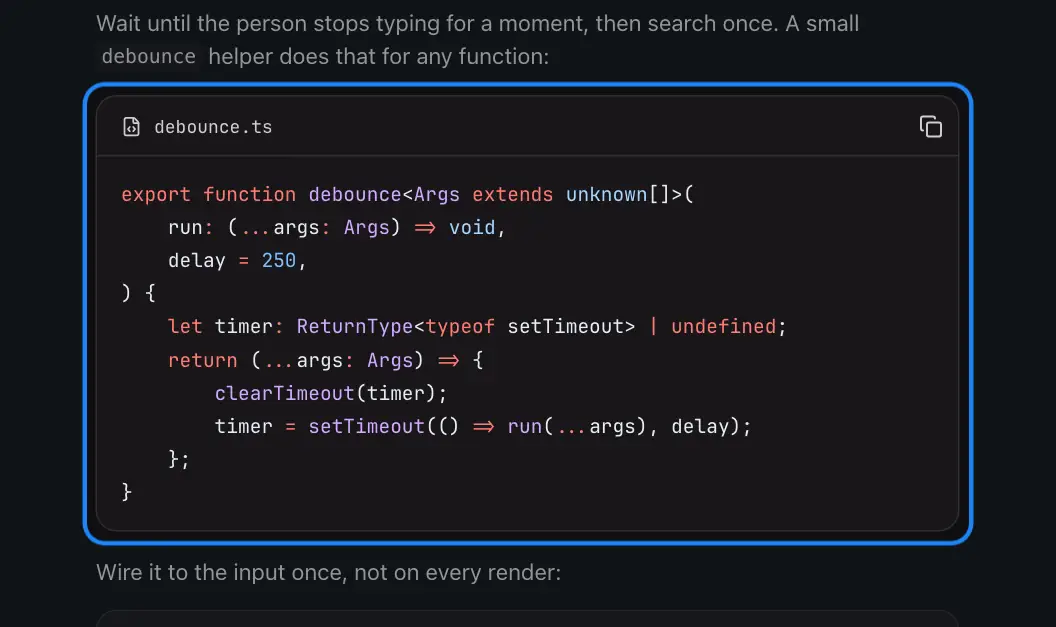 Wait until the person stops typing for a moment, then search once. A small
debounce helper does that for any function:
debounce.ts
export function debounce<Args extends unknown[]>(
    run: (...args: Args) => void,
    delay = 250,
) {
    let timer: ReturnType<typeof setTimeout> | undefined;
    return (...args: Args) => {
        clearTimeout(timer);
        timer = setTimeout(() => run(...args), delay);
    };
}
Wire it to the input once, not on every render: